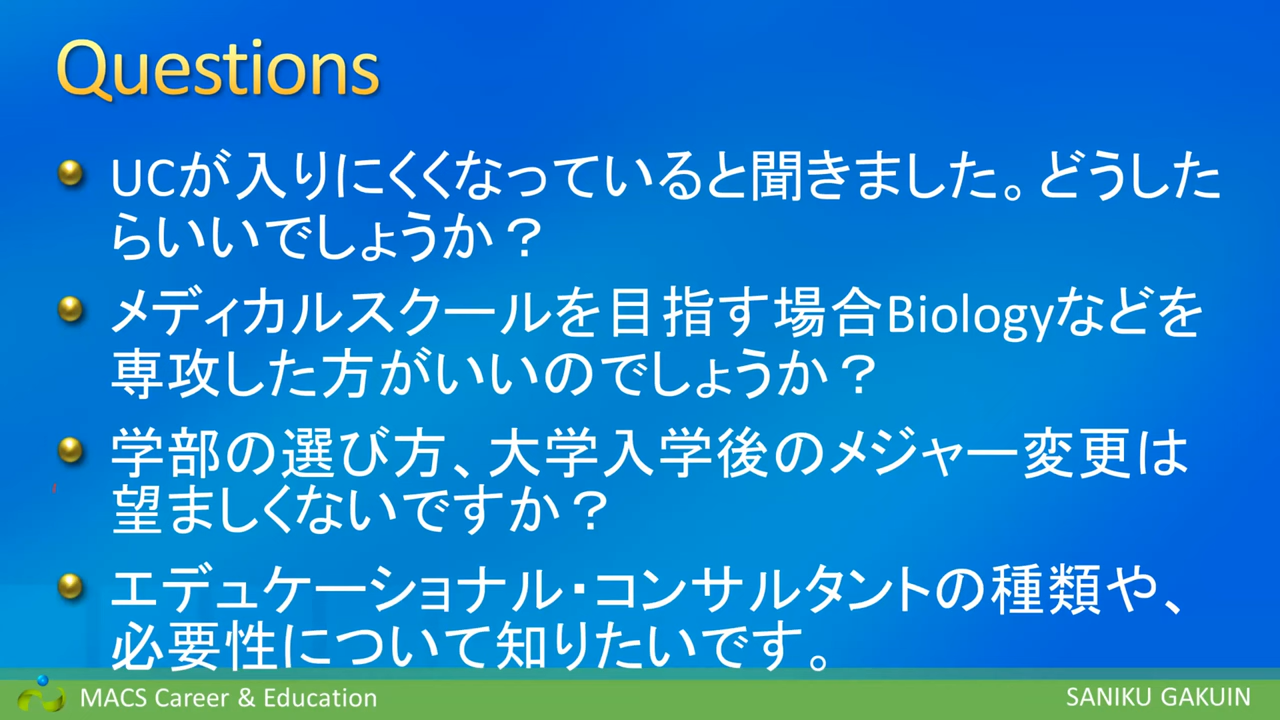 Questions
UCが入りにくくなっていると聞きました。どうした
らいいでしょうか？
メディカルスクールを目指す場合Biologyなどを
専攻した方がいいのでしょうか？
学部の選び方、大学入学後のメジャー変更は
望ましくないですか？
エデュケーショナル・コンサルタントの種類や、
必要性について知りたいです。
MACS Career & Education
SANIKU GAKUIN